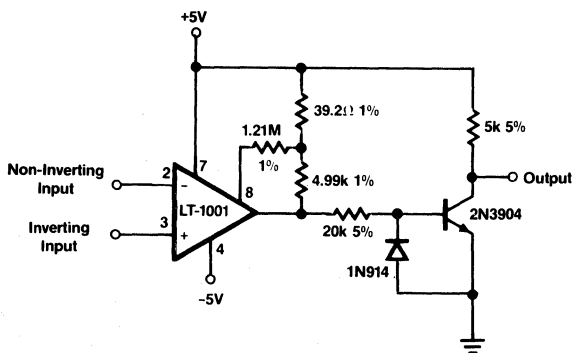 +5V
39.2Ω 1%
1.21M
1%
5k 5%
Non-Inverting
Input
2
7
8
4.99k 1%
Output
−
LT-1001
2N3904
Inverting
Input
3
+
4
20k 5%
−5V
1N914